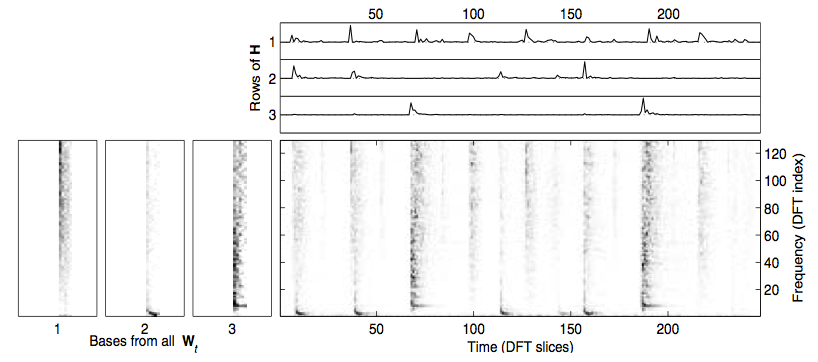 50 100 150 200
Rows of H
1
2
3
120
100
80
60
40
20
Frequency (DFT index)
1 2 3
Bases from all Wt
50 100 150 200
Time (DFT slices)